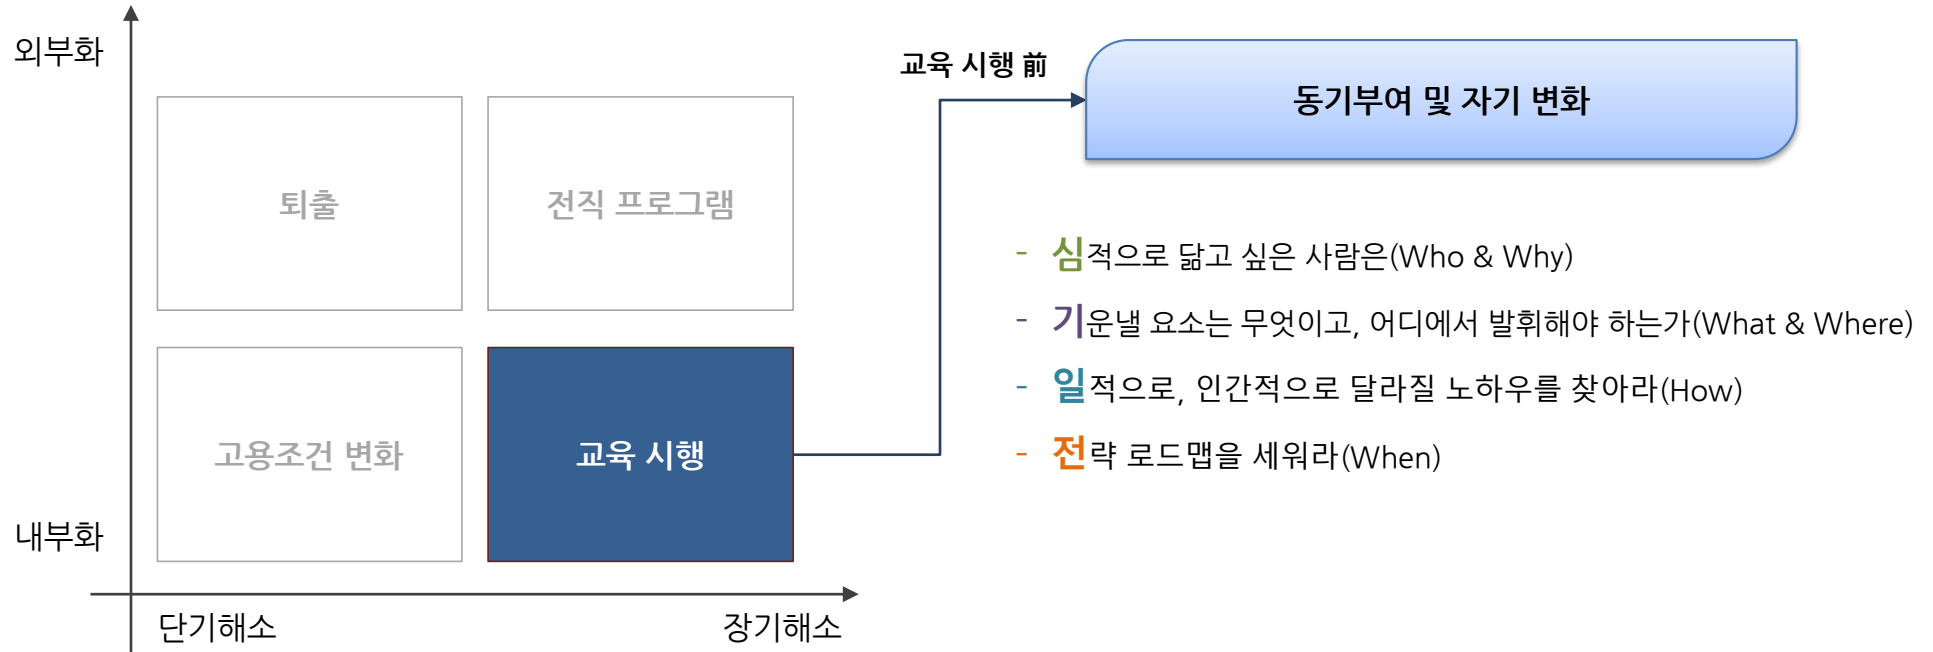 외부화
교육 시행 前
동기부여 및 자기 변화
퇴출
전직 프로그램
- 심적으로 닮고 싶은 사람은(Who & Why)
- 기운낼 요소는 무엇이고, 어디에서 발휘해야 하는가(What & Where)
- 일적으로, 인간적으로 달라질 노하우를 찾아라(How)
- 전략 로드맵을 세워라(When)
고용조건 변화
교육 시행
내부화
단기해소
장기해소